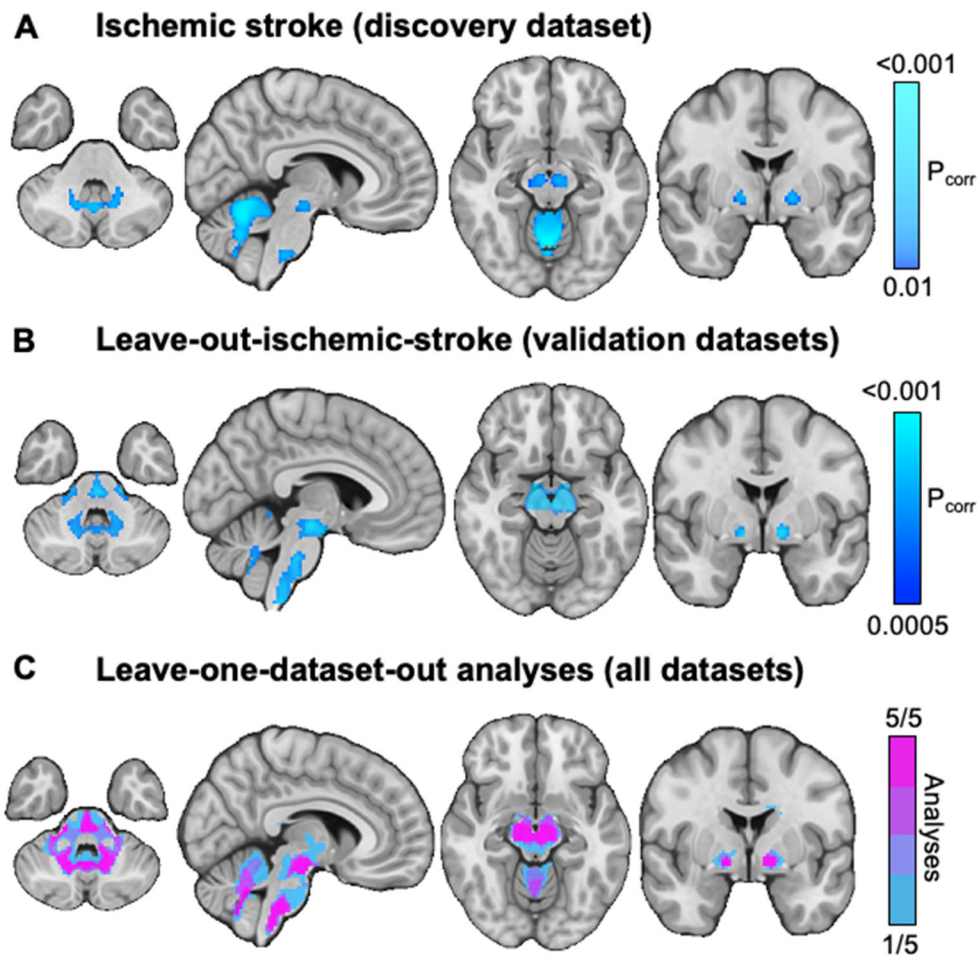 A Ischemic stroke (discovery dataset)
<0.001
Pcorr
0.01
B Leave-out-ischemic-stroke (validation datasets)
<0.001
Pcorr
0.0005
C Leave-one-dataset-out analyses (all datasets)
5/5
Analyses
1/5